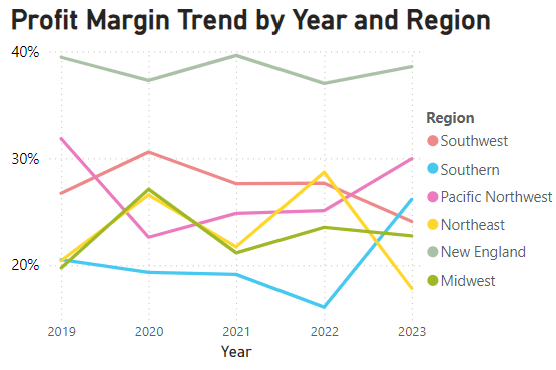 Profit Margin Trend by Year and Region
40%
30%
20%
2019 2020 2021 2022 2023
Year
Region
Southwest
Southern
Pacific Northwest
Northeast
New England
Midwest